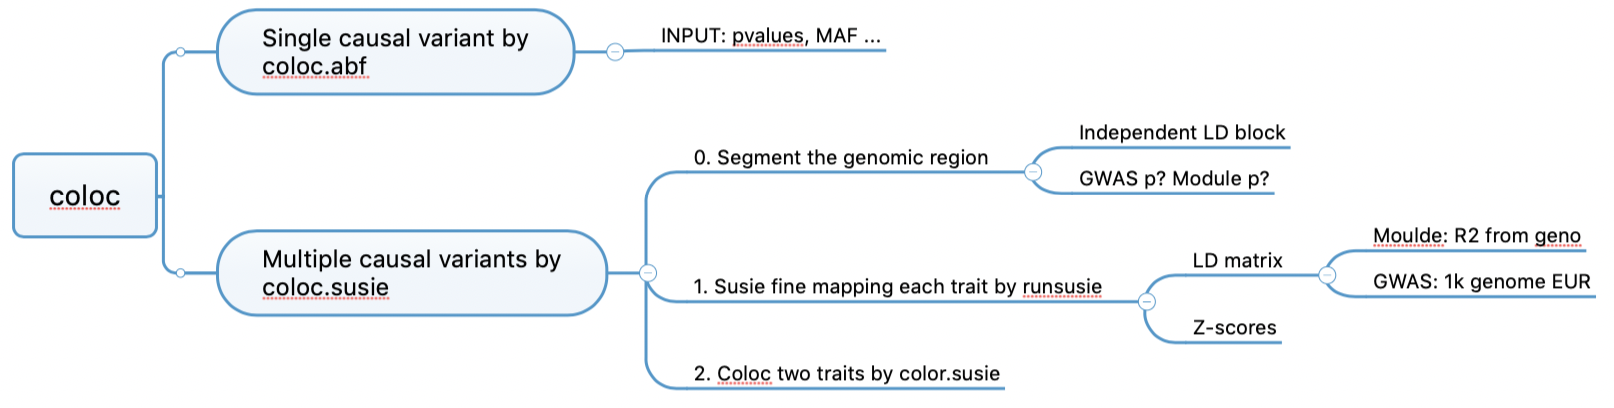 coloc
Single causal variant by
coloc.abf
INPUT: pvalues, MAF ...
Multiple causal variants by
coloc.susie
0. Segment the genomic region
Independent LD block
GWAS p? Module p?
1. Susie fine mapping each trait by runsusie
LD matrix
Moulde: R2 from geno
GWAS: 1k genome EUR
Z-scores
2. Coloc two traits by color.susie